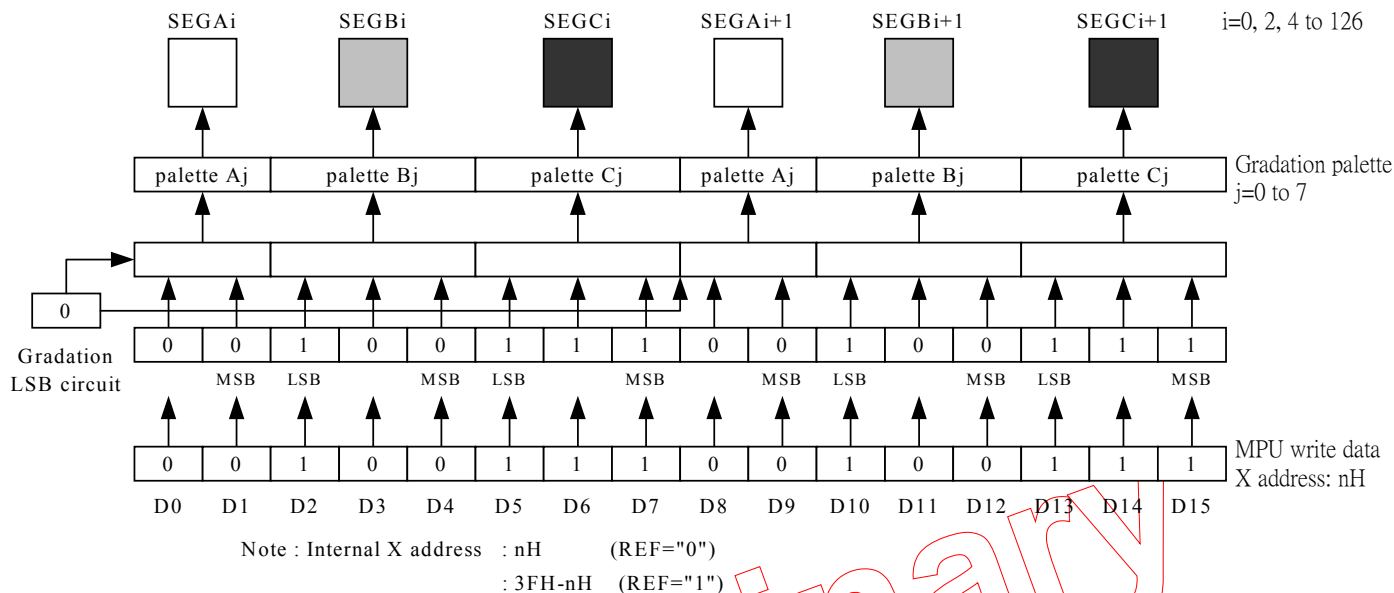 SEGAi SEGBi SEGCi SEGAi+1 SEGBi+1 SEGCi+1 i=0, 2, 4 to 126
palette Aj palette Bj palette Cj palette Aj palette Bj palette Cj
Gradation palette
j=0 to 7
0
Gradation
LSB circuit
0 0 1 0 0 1 1 1 0 0 1 0 0 1 1 1
MSB LSB MSB LSB MSB MSB LSB MSB LSB MSB
0 0 1 0 0 1 1 1 0 0 1 0 0 1 1 1
MPU write data
X address: nH
D0 D1 D2 D3 D4 D5 D6 D7 D8 D9 D10 D11 D12 D13 D14 D15
Note : Internal X address : nH (REF="0")
: 3FH-nH (REF="1")
inary